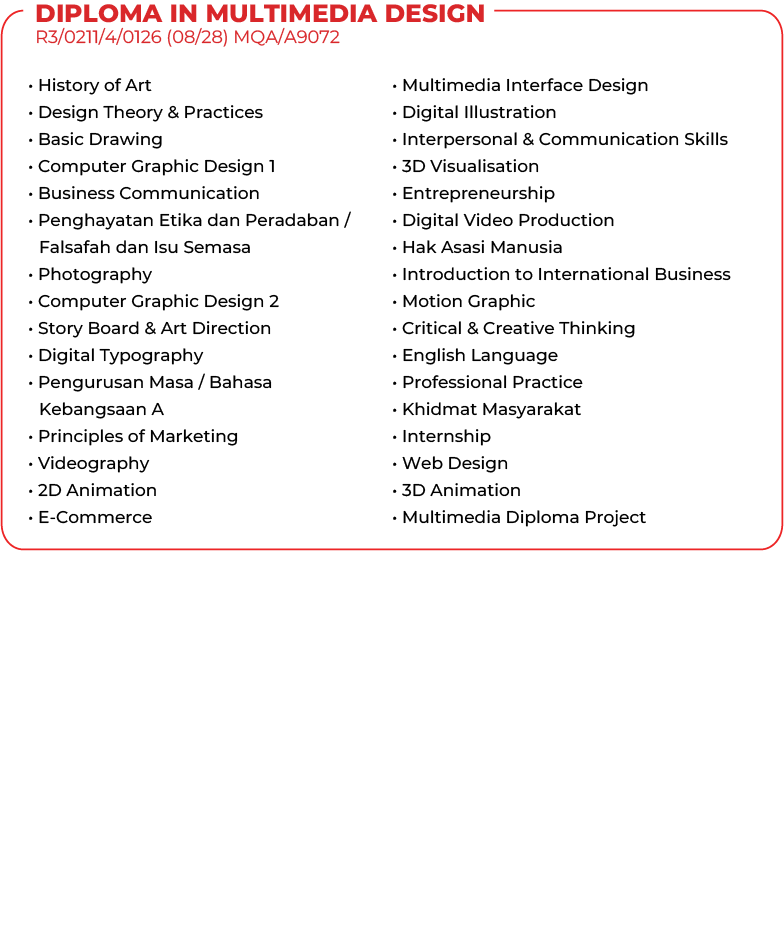 DIPLOMA IN MULTIMEDIA DESIGN
R3/0211/4/0126 (08/28) MQA/A9072
• History of Art
• Design Theory & Practices
• Basic Drawing
• Computer Graphic Design 1
• Business Communication
• Penghayatan Etika dan Peradaban /
Falsafah dan Isu Semasa
• Photography
• Computer Graphic Design 2
• Story Board & Art Direction
• Digital Typography
• Pengurusan Masa / Bahasa
Kebangsaan A
• Principles of Marketing
• Videography
• 2D Animation
• E-Commerce
• Multimedia Interface Design
• Digital Illustration
• Interpersonal & Communication Skills
• 3D Visualisation
• Entrepreneurship
• Digital Video Production
• Hak Asasi Manusia
• Introduction to International Business
• Motion Graphic
• Critical & Creative Thinking
• English Language
• Professional Practice
• Khidmat Masyarakat
• Internship
• Web Design
• 3D Animation
• Multimedia Diploma Project